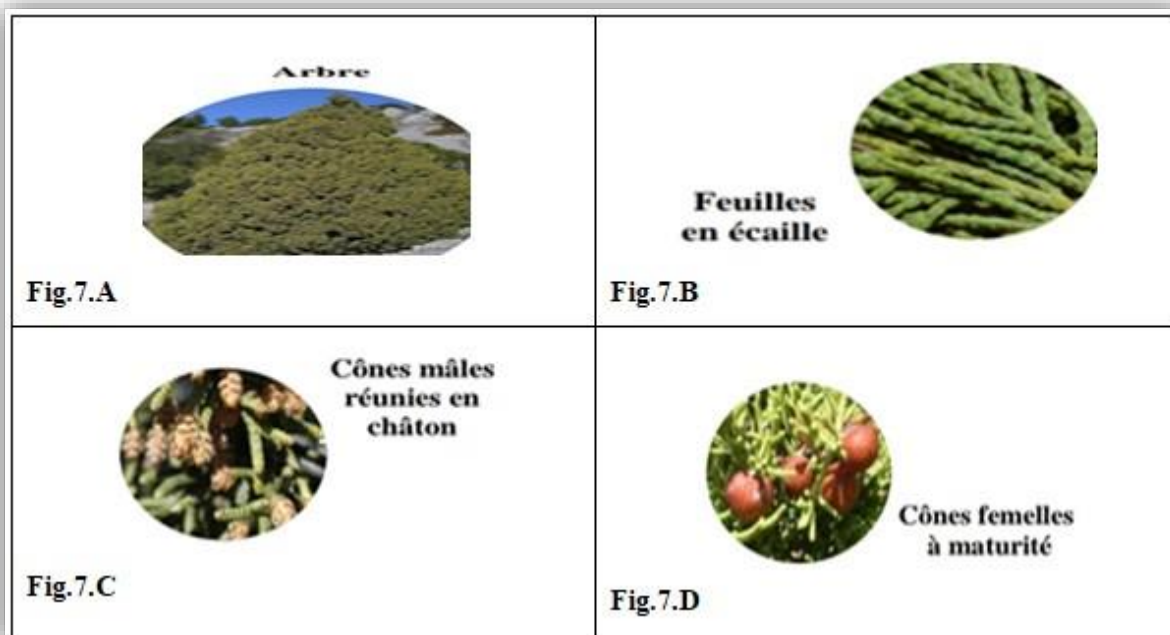 Arbre
Fig.7.A
Feuilles
en écaille
Fig.7.B
Cônes mâles
réunies en
châton
Fig.7.C
Cônes femelles
à maturité
Fig.7.D